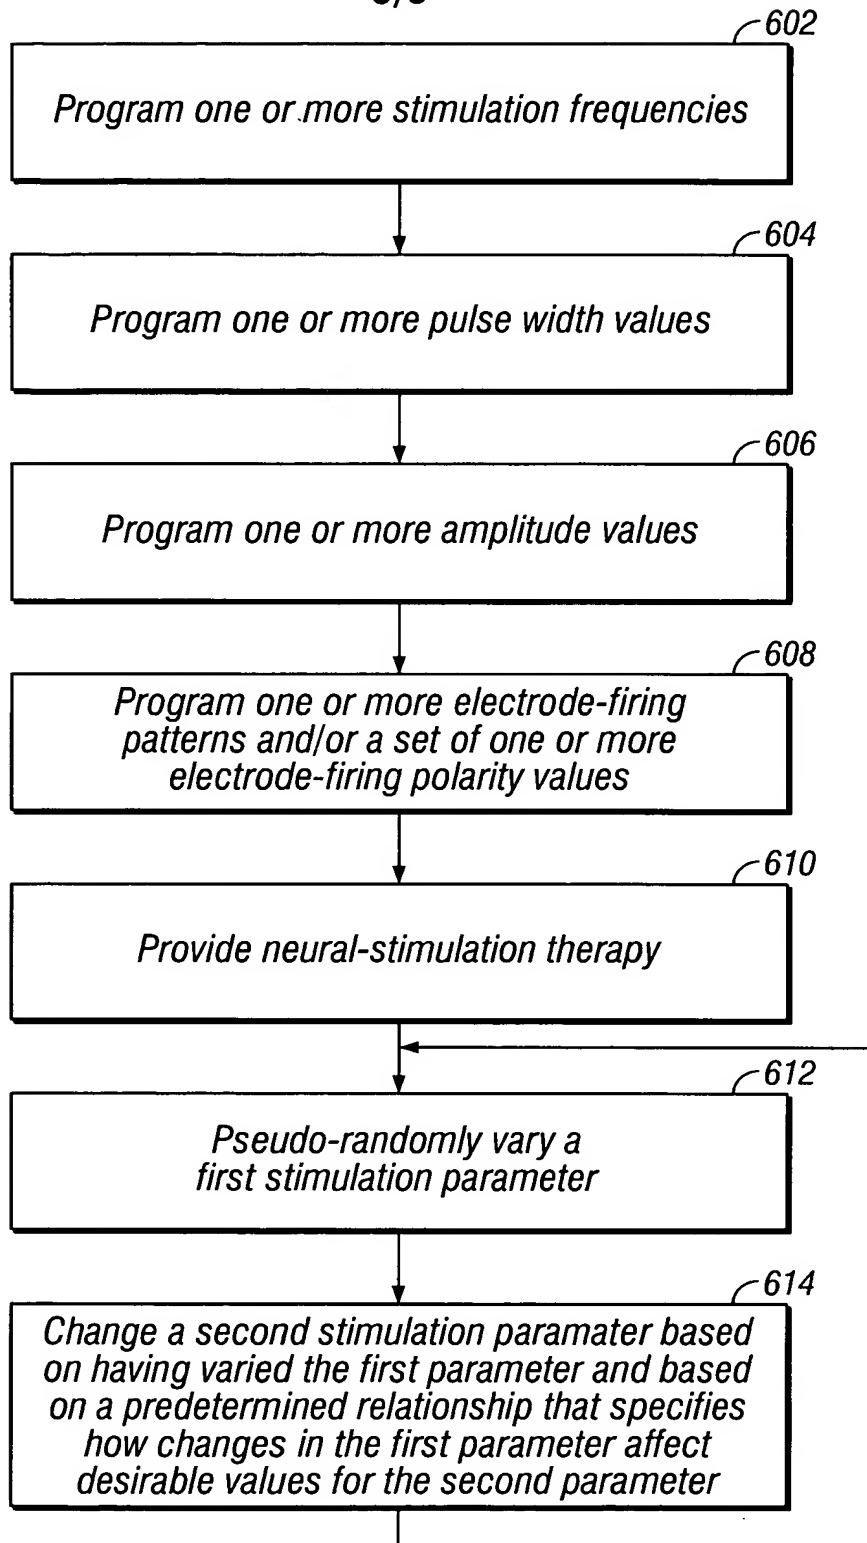 602
Program one or more stimulation frequencies
604
Program one or more pulse width values
606
Program one or more amplitude values
608
Program one or more electrode-firing
patterns and/or a set of one or more
electrode-firing polarity values
610
Provide neural-stimulation therapy
612
Pseudo-randomly vary a
first stimulation parameter
614
Change a second stimulation paramater based
on having varied the first parameter and based
on a predetermined relationship that specifies
how changes in the first parameter affect
desirable values for the second parameter